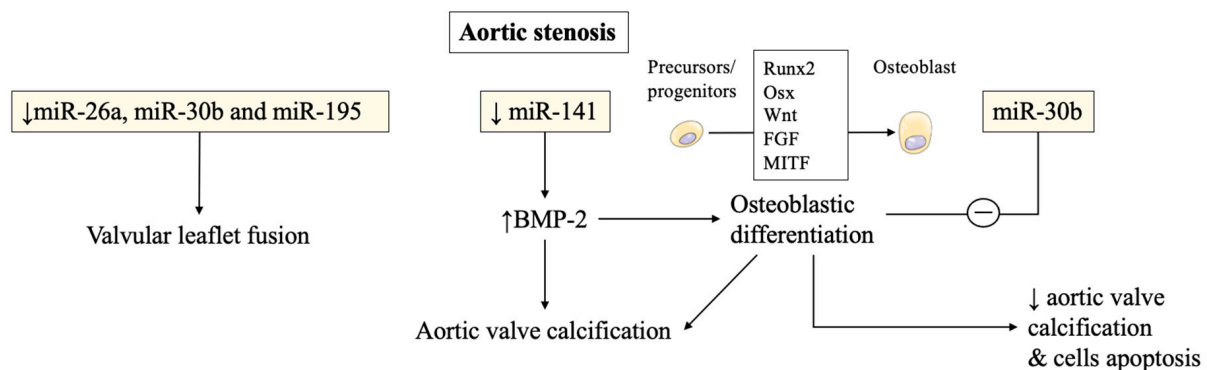 Aortic stenosis
↓miR-26a, miR-30b and miR-195
Valvular leaflet fusion
↓ miR-141
↑BMP-2
Aortic valve calcification
Precursors/
progenitors
Runx2
Osx
Wnt
FGF
MITF
Osteoblast
Osteoblastic
differentiation
miR-30b
−
↓ aortic valve
calcification
& cells apoptosis